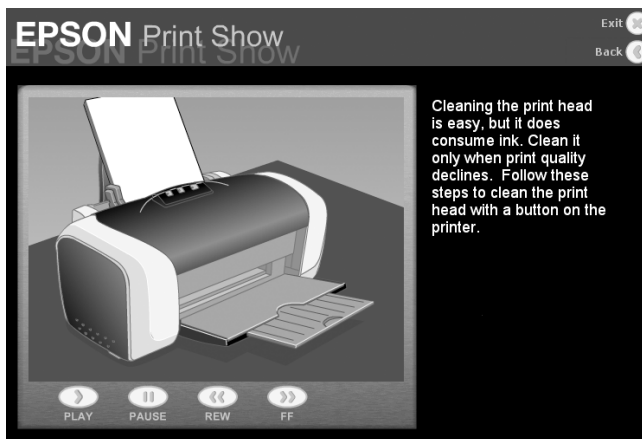 EPSON Print Show
Exit
Back
Cleaning the print head
is easy, but it does
consume ink. Clean it
only when print quality
declines.  Follow these
steps to clean the print
head with a button on the
printer.
PLAY PAUSE REW FF